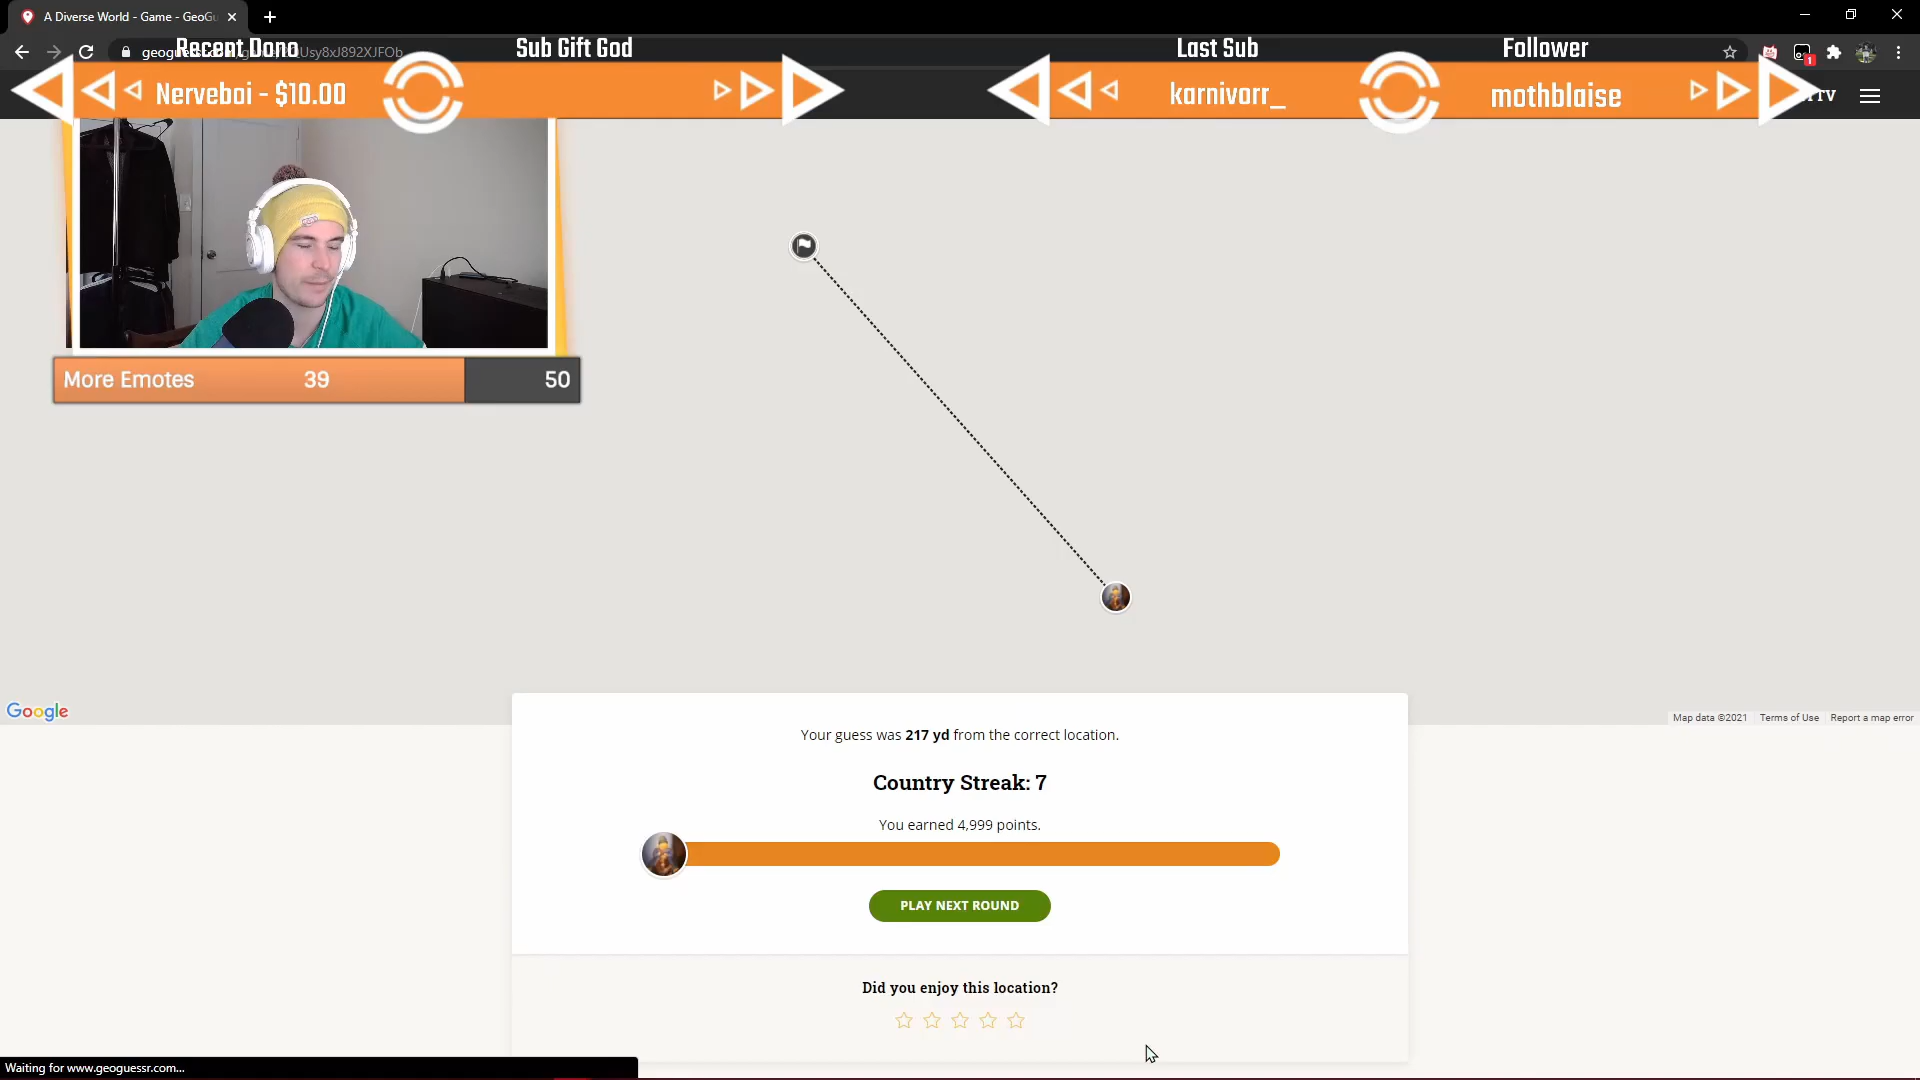 A Diverse World - Game - GeoGu
Recent Dono
Sub Gift God
Last Sub
Follower
Nerveboi - $10.00
karnivorr_
mothblaise
1
More Emotes 39 50
Google
Map data ©2021 Terms of Use Report a map error
Your guess was 217 yd from the correct location.
Country Streak: 7
You earned 4,999 points.
PLAY NEXT ROUND
Did you enjoy this location?
Waiting for www.geoguessr.com...